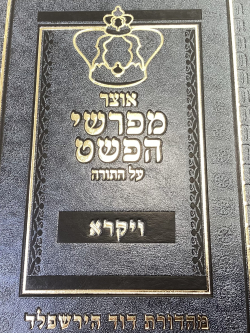 אוצר
מפרשי
הפשט
על התורה
ויקרא
מהדורת דוד הירשפלד